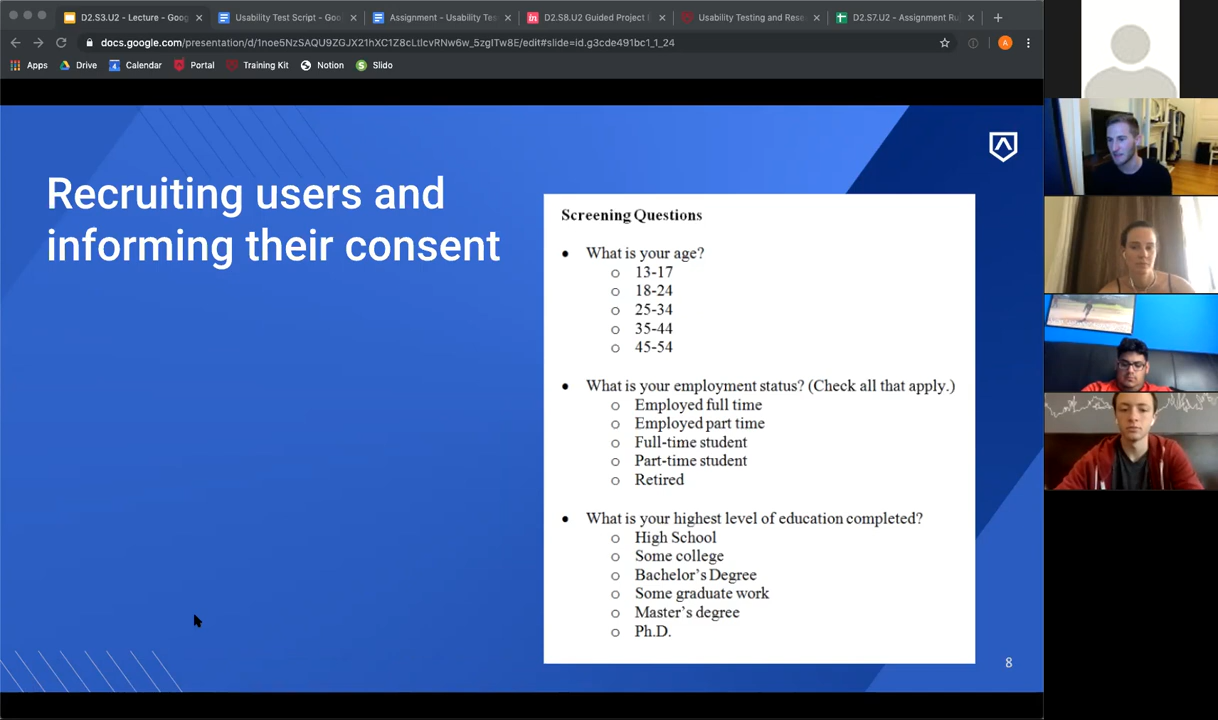 D2.S3.U2 - Lecture - Goog
Usability Test Script - Goo
Assignment - Usability Tes
D2.S8.U2 Guided Project
Usability Testing and Rese
D2.S7.U2 - Assignment Ru
docs.google.com/presentation/d/1noe5NzSAQU9ZGJX21hXC1Z8cLtlcvRNw6w_5zgITw8E/edit#slide=id.g3cde491bc1_1_24
A
Apps
Drive
Calendar
Portal
Training Kit
Notion
Slido
Recruiting users and
informing their consent
Screening Questions
What is your age?
13-17
18-24
25-34
35-44
45-54
What is your employment status? (Check all that apply.)
Employed full time
Employed part time
Full-time student
Part-time student
Retired
What is your highest level of education completed?
High School
Some college
Bachelor's Degree
Some graduate work
Master's degree
Ph.D.
8